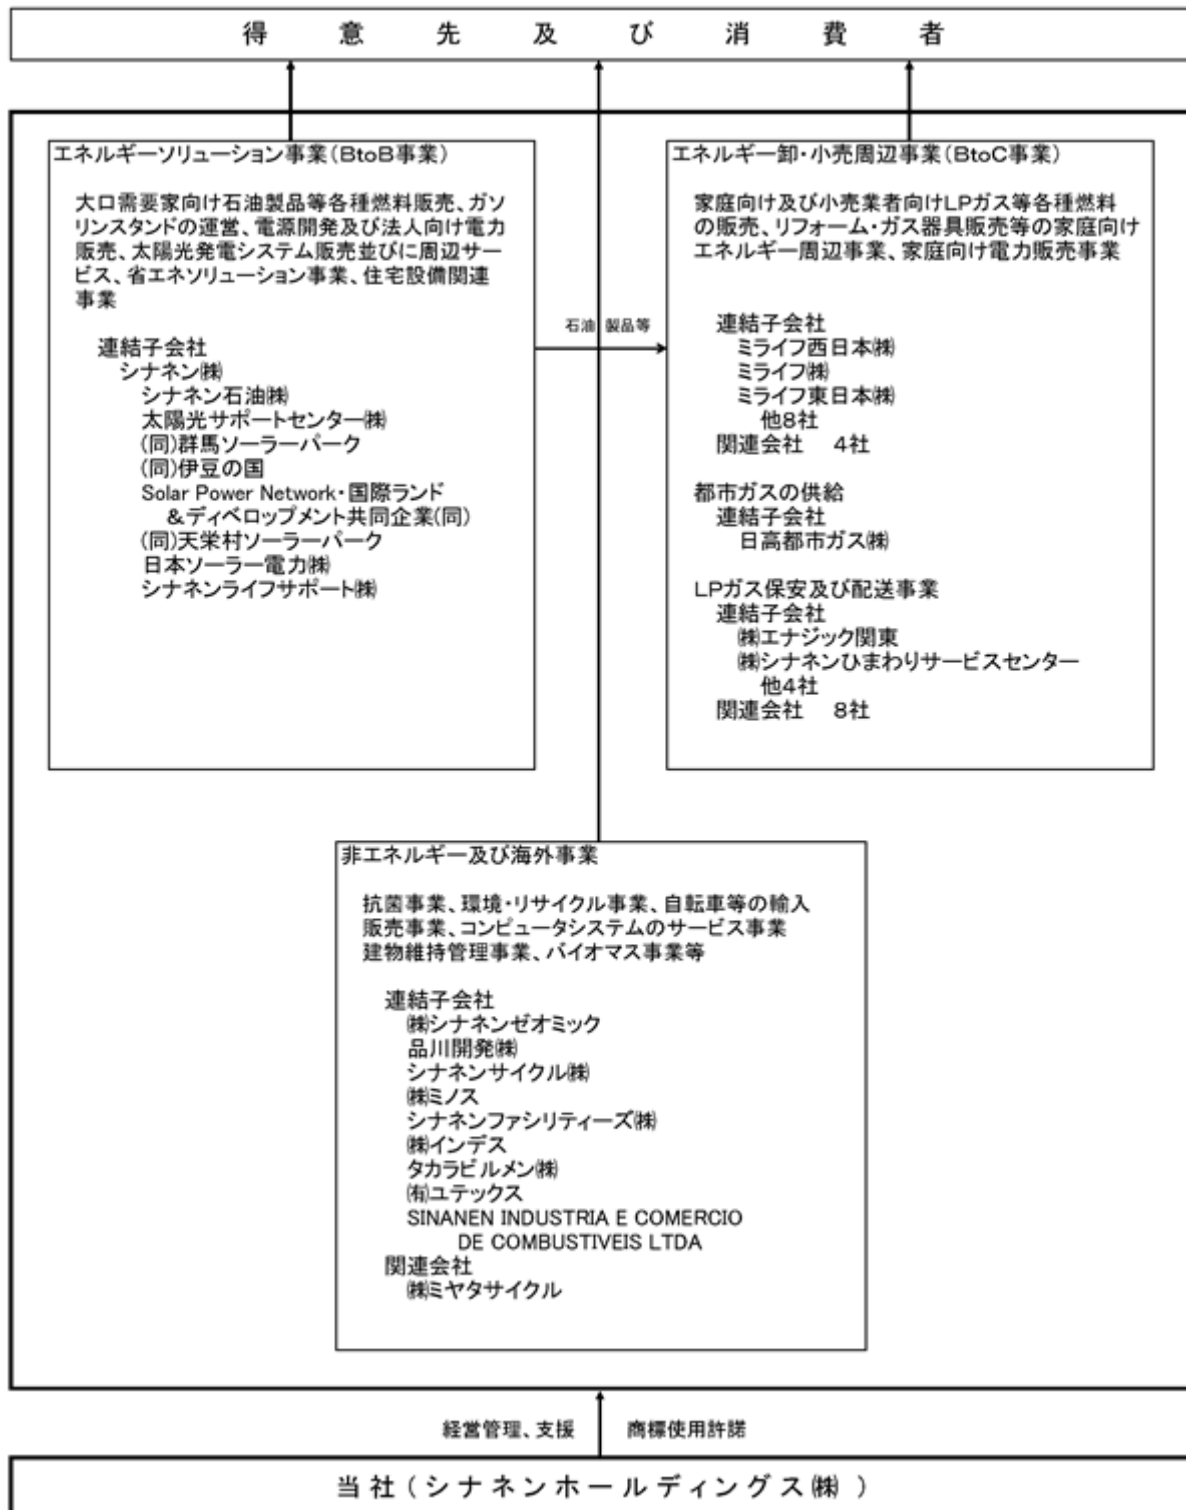 得意先及び消費者
エネルギーソリューション事業(BtoB事業)
大口需要家向け石油製品等各種燃料販売、ガソ
リンスタンドの運営、電源開発及び法人向け電力
販売、太陽光発電システム販売並びに周辺サー
ビス、省エネソリューション事業、住宅設備関連
事業
連結子会社
シナネン㈱
シナネン石油㈱
太陽光サポートセンター㈱
(同)群馬ソーラーパーク
(同)伊豆の国
Solar Power Network・国際ランド
&ディベロップメント共同企業(同)
(同)天栄村ソーラーパーク
日本ソーラー電力㈱
シナネンライフサポート㈱
石油製品等
エネルギー卸・小売周辺事業(BtoC事業)
家庭向け及び小売業者向けLPガス等各種燃料
の販売、リフォーム・ガス器具販売等の家庭向け
エネルギー周辺事業、家庭向け電力販売事業
連結子会社
ミライフ西日本㈱
ミライフ㈱
ミライフ東日本㈱
他8社
関連会社 4社
都市ガスの供給
連結子会社
日高都市ガス㈱
LPガス保安及び配送事業
連結子会社
㈱エナジック関東
㈱シナネンひまわりサービスセンター
他4社
関連会社 8社
非エネルギー及び海外事業
抗菌事業、環境・リサイクル事業、自転車等の輸入
販売事業、コンピュータシステムのサービス事業
建物維持管理事業、バイオマス事業等
連結子会社
㈱シナネンゼオミック
品川開発㈱
シナネンサイクル㈱
㈱ミノス
シナネンファシリティーズ㈱
㈱インデス
タカラビルメン㈱
㈲ユテックス
SINANEN INDUSTRIA E COMERCIO
DE COMBUSTIVEIS LTDA
関連会社
㈱ミヤタサイクル
経営管理、支援 商標使用許諾
当社(シナネンホールディングス㈱)